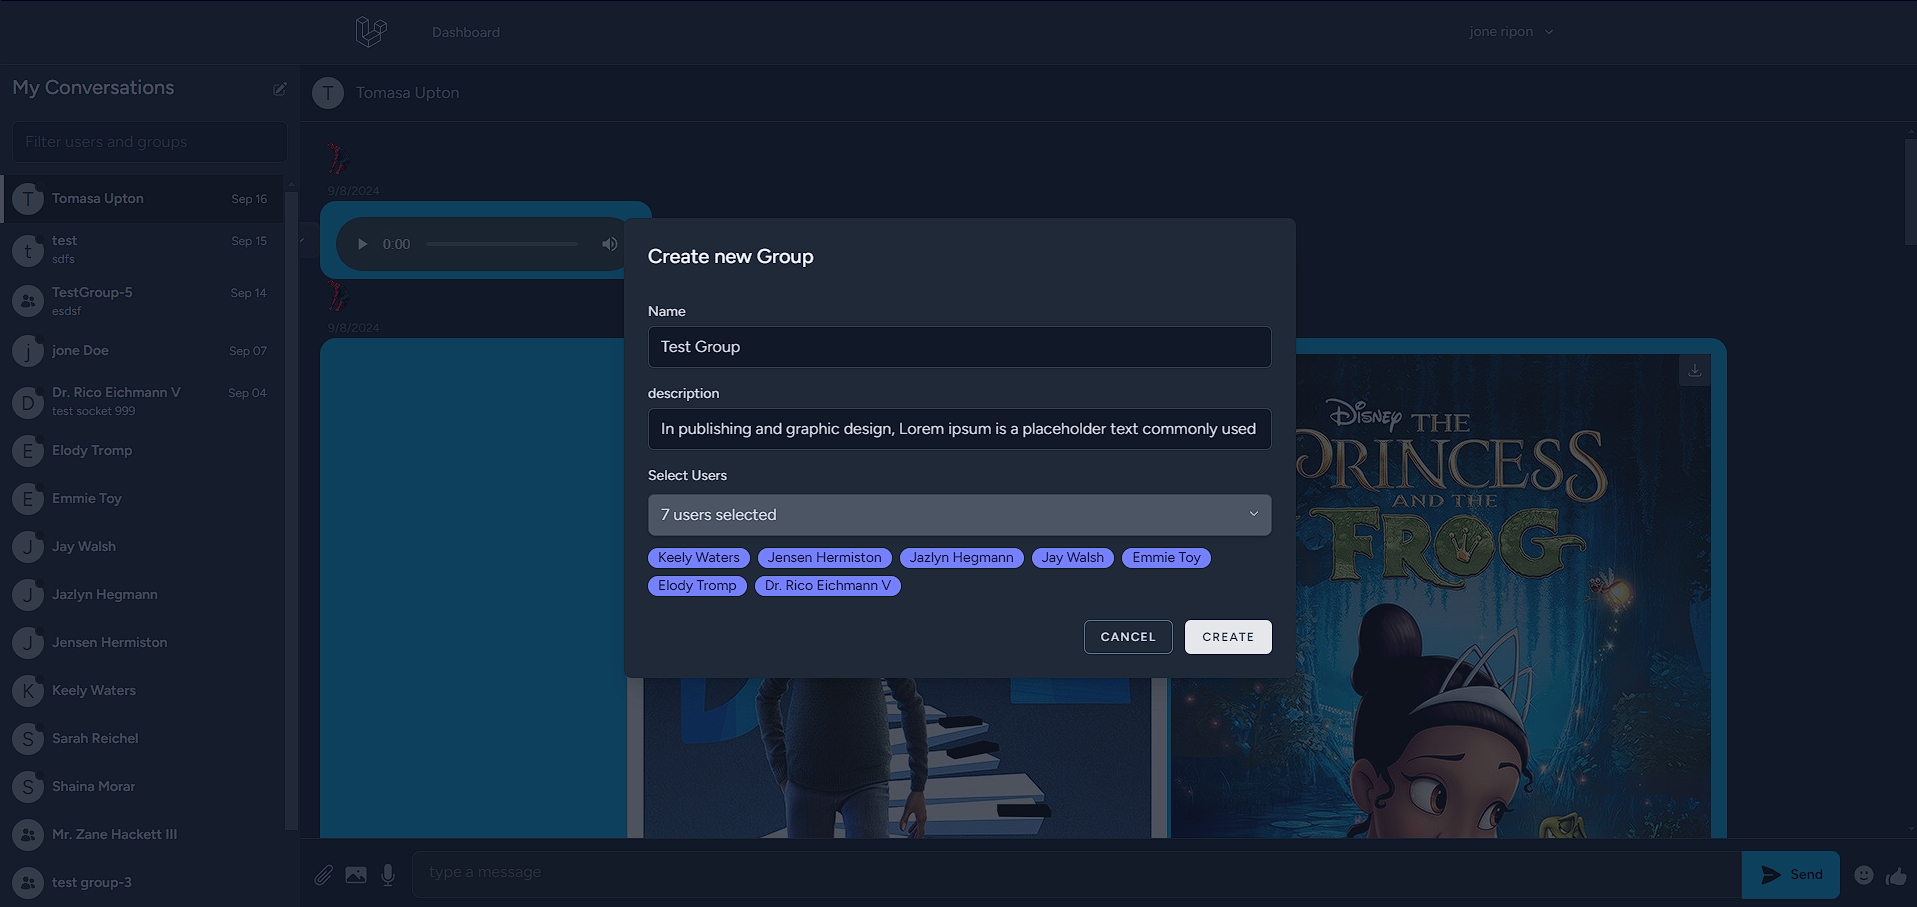 Dashboard
jone ripon
My Conversations
Tomasa Upton
Filter users and groups
Tomasa Upton
Sep 16
test
Sep 15
sdfs
TestGroup-5
Sep 14
esdsf
jone Doe
Sep 07
Dr. Rico Eichmann V
Sep 04
test socket 999
Elody Tromp
Emmie Toy
Jay Walsh
Jazlyn Hegmann
Jensen Hermiston
Keely Waters
Sarah Reichel
Shaina Morar
Mr. Zane Hackett III
test group-3
T
T
t
j
D
E
E
J
J
J
K
S
S
9/8/2024
0:00
9/8/2024
Create new Group
Name
Test Group
description
In publishing and graphic design, Lorem ipsum is a placeholder text commonly used
Select Users
7 users selected
Keely Waters Jensen Hermiston Jazlyn Hegmann Jay Walsh Emmie Toy
Elody Tromp Dr. Rico Eichmann V
CANCEL CREATE
Disney THE
PRINCESS
AND THE
FROG
type a message
Send